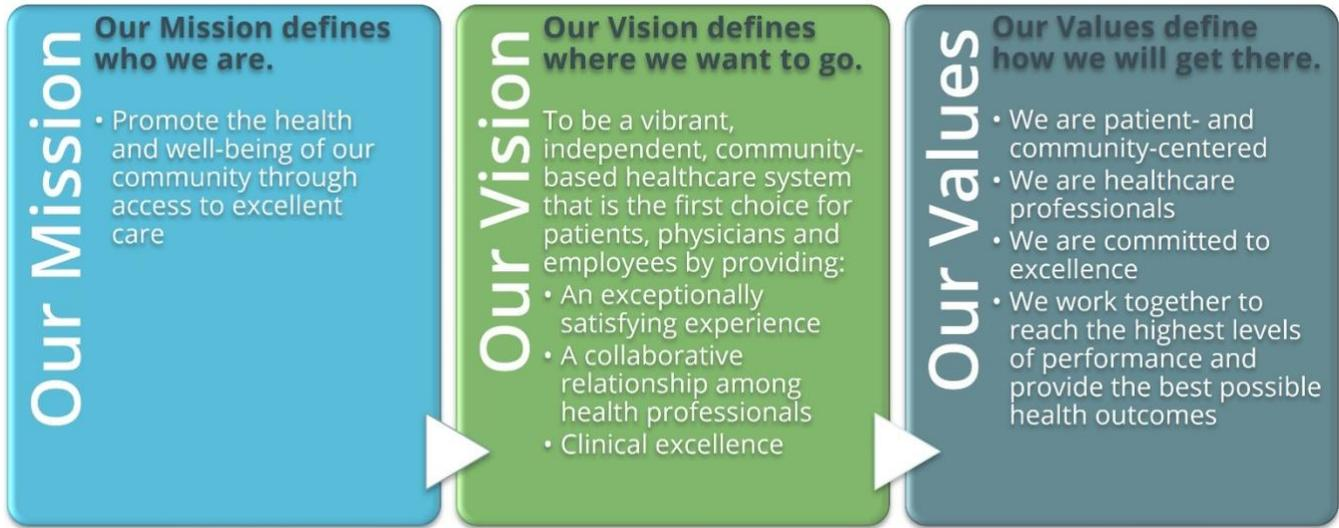 Our Mission
Our Mission defines
who we are.
• Promote the health
and well-being of our
community through
access to excellent
care
Our Vision
Our Vision defines
where we want to go.
To be a vibrant,
independent, community-
based healthcare system
that is the first choice for
patients, physicians and
employees by providing:
• An exceptionally
satisfying experience
• A collaborative
relationship among
health professionals
• Clinical excellence
Our Values
Our Values define
how we will get there.
• We are patient- and
community-centered
• We are healthcare
professionals
• We are committed to
excellence
• We work together to
reach the highest levels
of performance and
provide the best possible
health outcomes